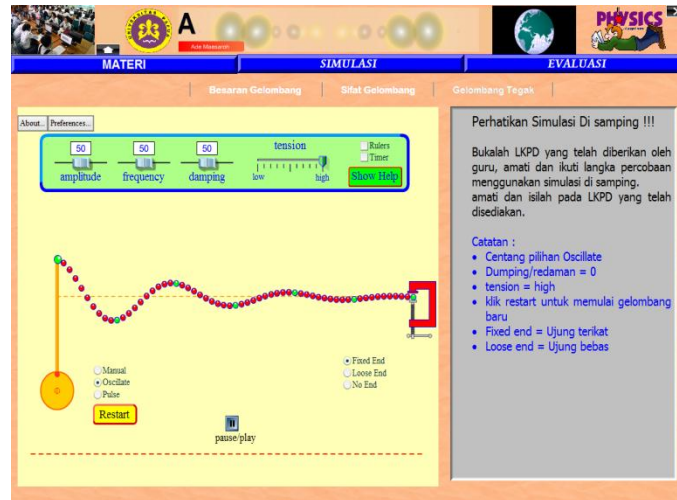 A
Ade Maesaroh
PHYSICS
MATERI
SIMULASI
EVALUASI
Besaran Gelombang
Sifat Gelombang
Gelombang Tegak
About...
Preferences...
50
50
50
amplitude
frequency
damping
tension
low
high
Rulers
Timer
Show Help
Manual
Oscillate
Pulse
Restart
pause/play
Fixed End
Loose End
No End
Perhatikan Simulasi Di samping !!!
Bukalah LKPD yang telah diberikan oleh
guru, amati dan ikuti langka percobaan
menggunakan simulasi di samping.
amati dan isilah pada LKPD yang telah
disediakan.
Catatan :
• Centang pilihan Oscillate
• Dumping/redaman = 0
• tension = high
• klik restart untuk memulai gelombang
baru
• Fixed end = Ujung terikat
• Loose end = Ujung bebas